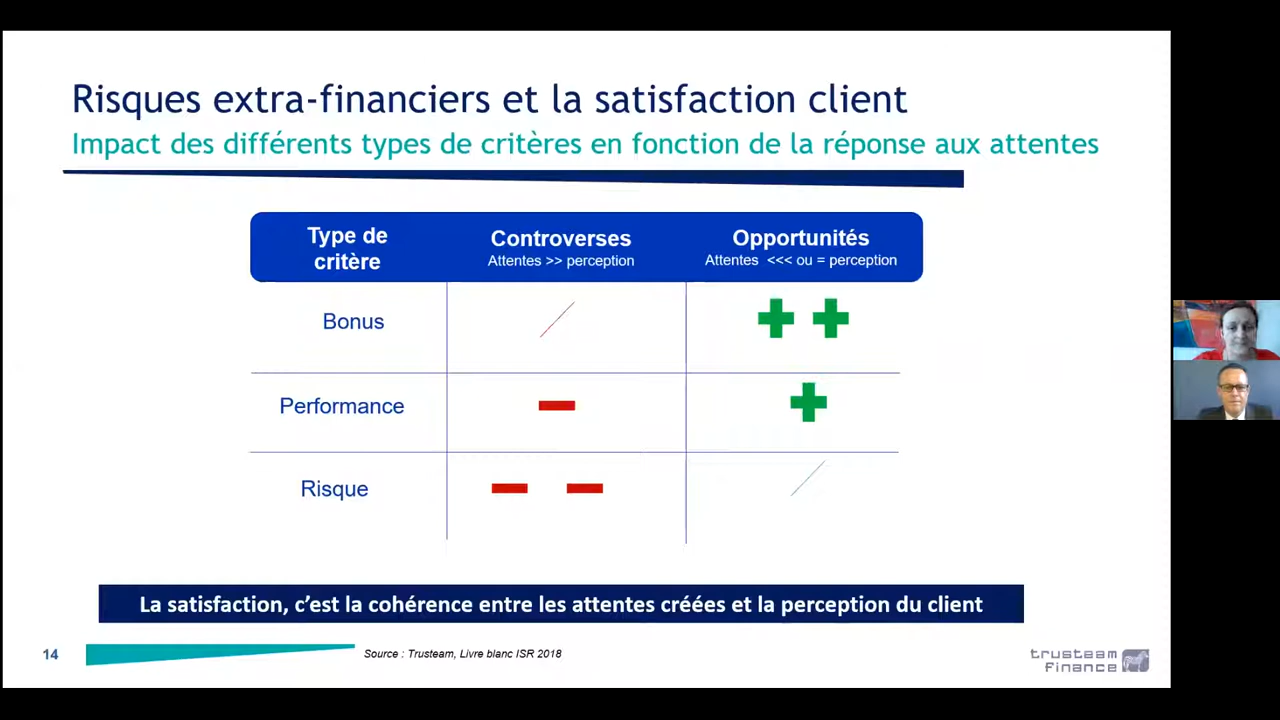 Risques extra-financiers et la satisfaction client
Impact des différents types de critères en fonction de la réponse aux attentes
Type de
critère
Controverses
Attentes >> perception
Opportunités
Attentes <<< ou = perception
Bonus
Performance
Risque
La satisfaction, c’est la cohérence entre les attentes créées et la perception du client
14
Source : Trusteam, Livre blanc ISR 2018
trusteam
finance